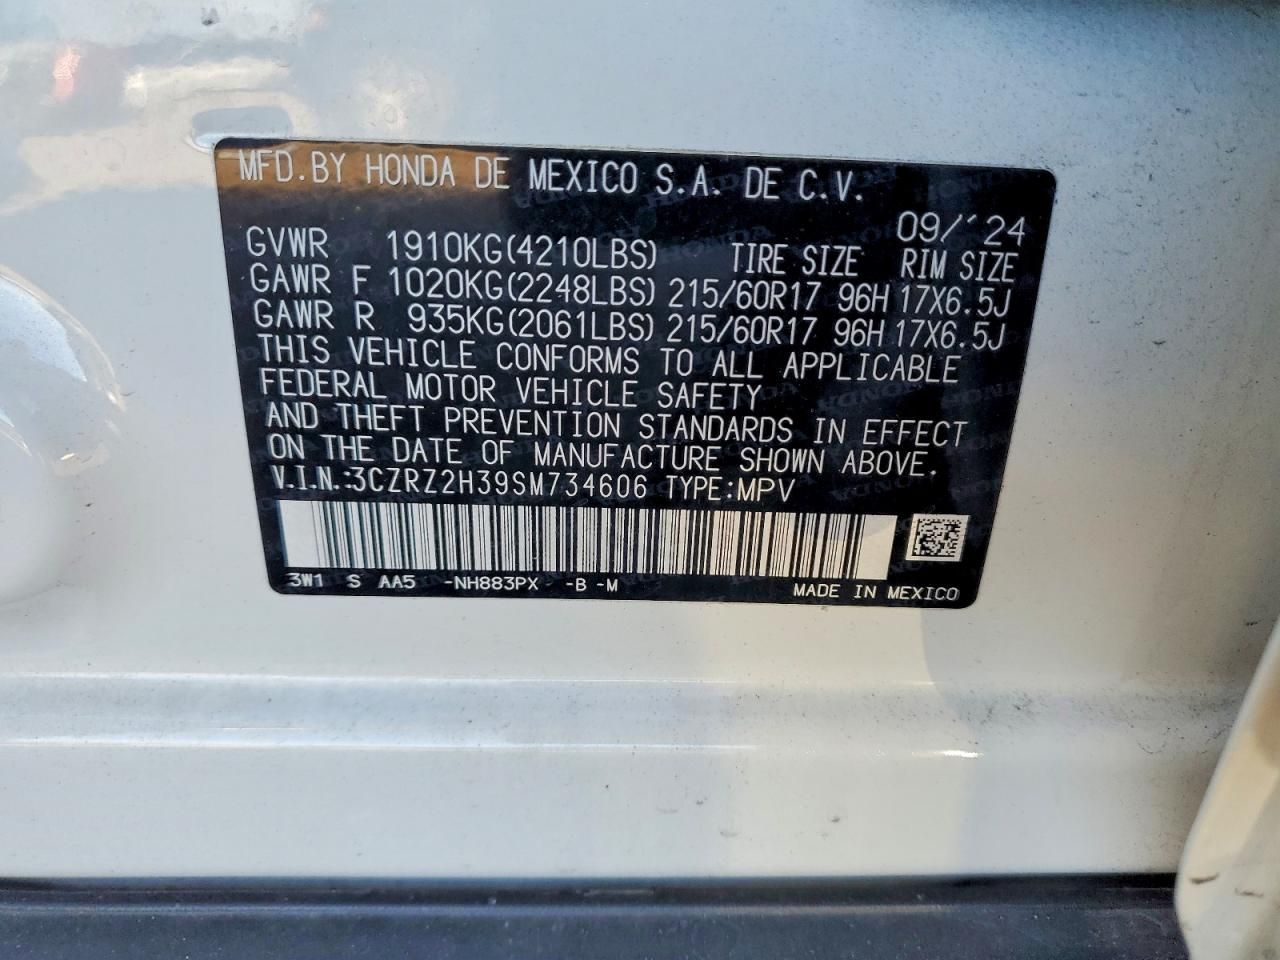 MFD.BY HONDA DE MEXICO S.A. DE C.V.
09/'24
GVWR 1910KG(4210LBS) TIRE SIZE RIM SIZE
GAWR F 1020KG(2248LBS) 215/60R17 96H 17X6.5J
GAWR R 935KG(2061LBS) 215/60R17 96H 17X6.5J
THIS VEHICLE CONFORMS TO ALL APPLICABLE
FEDERAL MOTOR VEHICLE SAFETY
AND THEFT PREVENTION STANDARDS IN EFFECT
ON THE DATE OF MANUFACTURE SHOWN ABOVE.
V.I.N.:3CZRZ2H39SM734606 TYPE:MPV
3W1 S AA5 -NH883PX -B -M MADE IN MEXICO